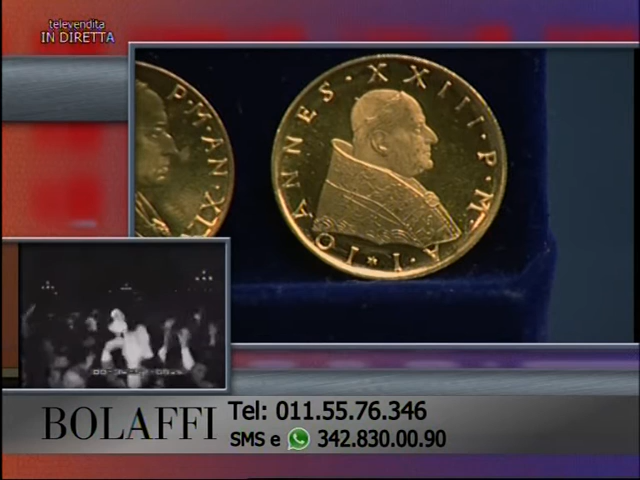 televendita
IN DIRETTA
P·M·AN·XI
IOANNES·XXIII·P·M·A·I*
BOLAFFI
Tel: 011.55.76.346
SMS e 342.830.00.90